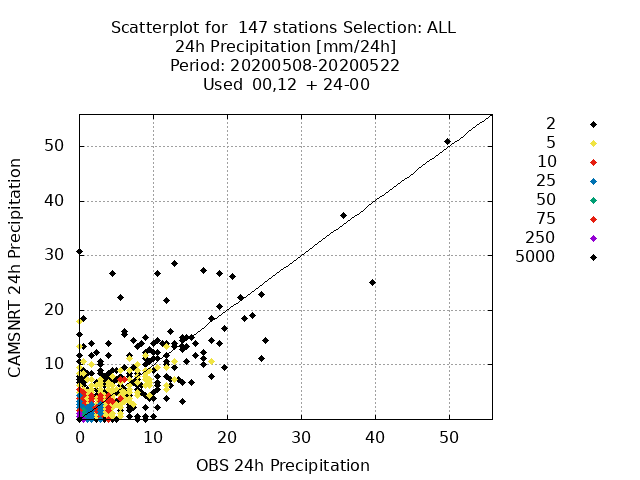 Scatterplot for  147 stations Selection: ALL
24h Precipitation [mm/24h]
Period: 20200508-20200522
Used  00,12  + 24-00
2
5
10
25
50
75
250
5000
50
40
30
20
10
0
CAMSNRT 24h Precipitation
0 10 20 30 40 50
OBS 24h Precipitation